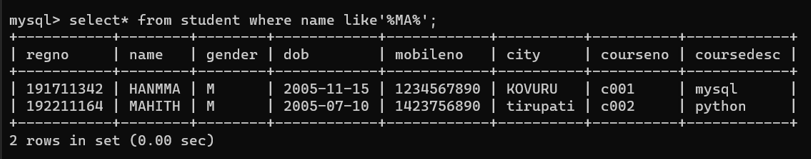 mysql> select* from student where name like'%MA%';
+-----------+--------+--------+------------+------------+----------+----------+------------+
| regno     | name   | gender | dob        | mobileno   | city     | courseno | coursedesc |
+-----------+--------+--------+------------+------------+----------+----------+------------+
| 191711342 | HANMMA | M      | 2005-11-15 | 1234567890 | KOVURU   | c001     | mysql      |
| 192211164 | MAHITH | M      | 2005-07-10 | 1423756890 | tirupati | c002     | python     |
+-----------+--------+--------+------------+------------+----------+----------+------------+
2 rows in set (0.00 sec)